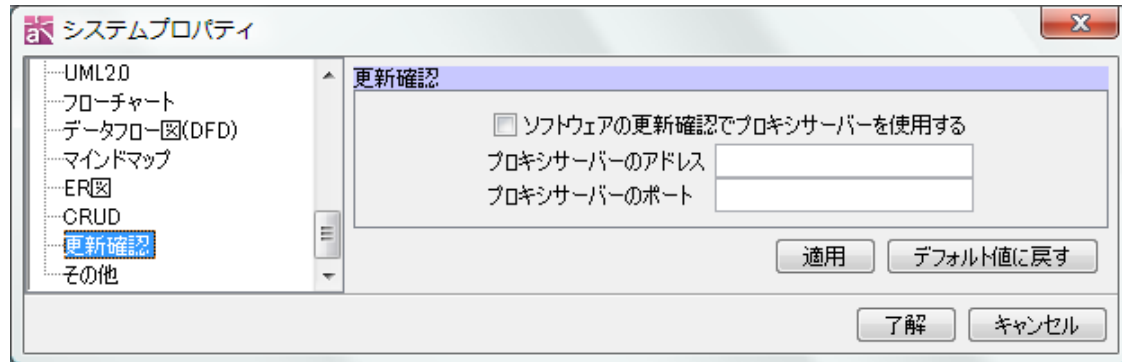 システムプロパティ
UML2.0
フローチャート
データフロー図(DFD)
マインドマップ
ER図
CRUD
更新確認
その他
更新確認
ソフトウェアの更新確認でプロキシサーバーを使用する
プロキシサーバーのアドレス
プロキシサーバーのポート
適用
デフォルト値に戻す
了解
キャンセル